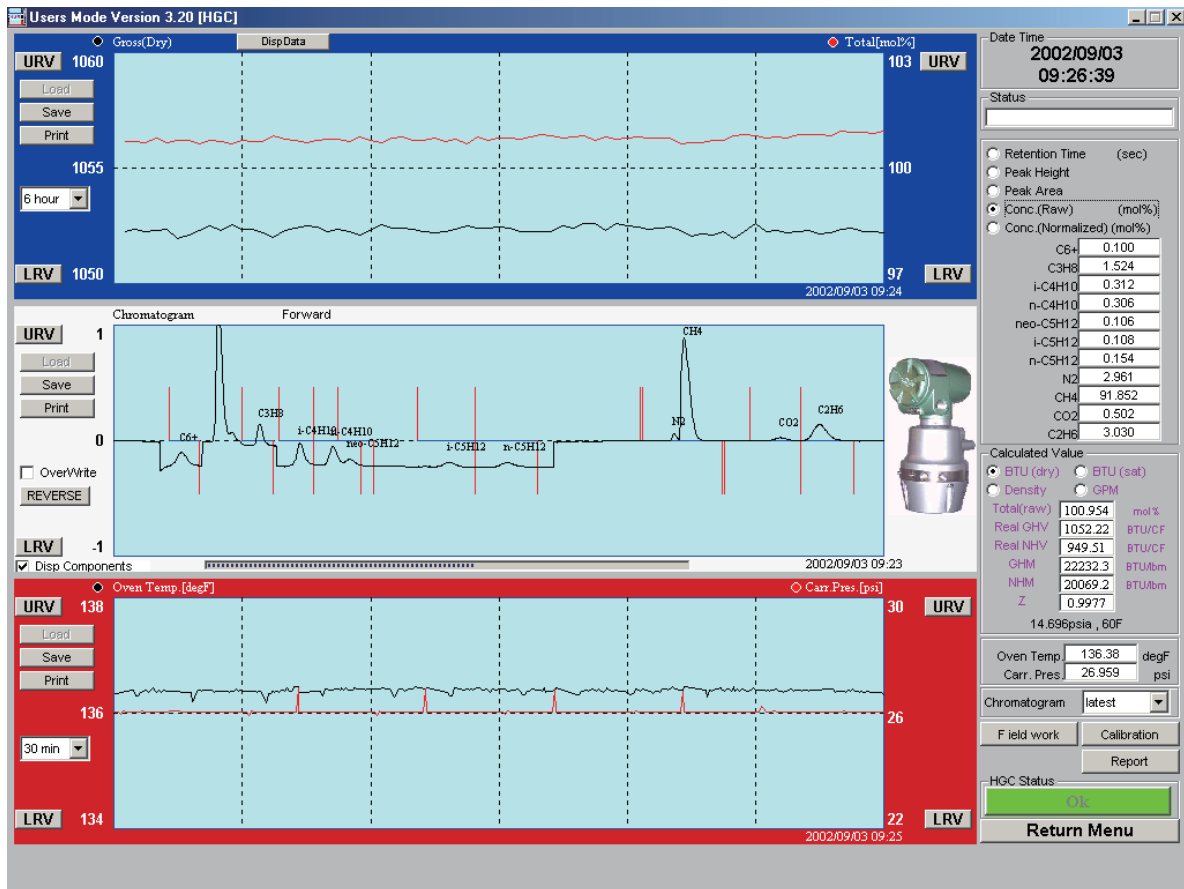 Users Mode Version 3.20 [HGC]
Gross(Dry) DispData Total[mol%]
URV 1060 103 URV
Load
Save
Print
1055 100
6 hour
LRV 1050 97 LRV
2002/09/03 09:24
Chromatogram Forward
URV 1
Load
Save
Print
0
OverWrite
REVERSE
LRV -1
Disp Components
C6+
C3H8
i-C4H10
n-C4H10
neo-C5H12
i-C5H12
n-C5H12
N2
CH4
CO2
C2H6
2002/09/03 09:23
Oven Temp.[degF] Carr.Pres.[psi]
URV 138 30 URV
Load
Save
Print
136 26
30 min
LRV 134 22 LRV
2002/09/03 09:25
Date Time
2002/09/03
09:26:39
Status
Retention Time (sec)
Peak Height
Peak Area
Conc.(Raw) (mol%)
Conc.(Normalized) (mol%)
C6+ 0.100
C3H8 1.524
i-C4H10 0.312
n-C4H10 0.306
neo-C5H12 0.106
i-C5H12 0.108
n-C5H12 0.154
N2 2.961
CH4 91.852
CO2 0.502
C2H6 3.030
Calculated Value
BTU (dry) BTU (sat)
Density GPM
Total(raw) 100.954 mol%
Real GHV 1052.22 BTU/CF
Real NHV 949.51 BTU/CF
GHM 22232.3 BTU/lbm
NHM 20069.2 BTU/lbm
Z 0.9977
14.696psia , 60F
Oven Temp. 136.38 degF
Carr. Pres. 26.959 psi
Chromatogram latest
Field work Calibration
Report
HGC Status
Ok
Return Menu